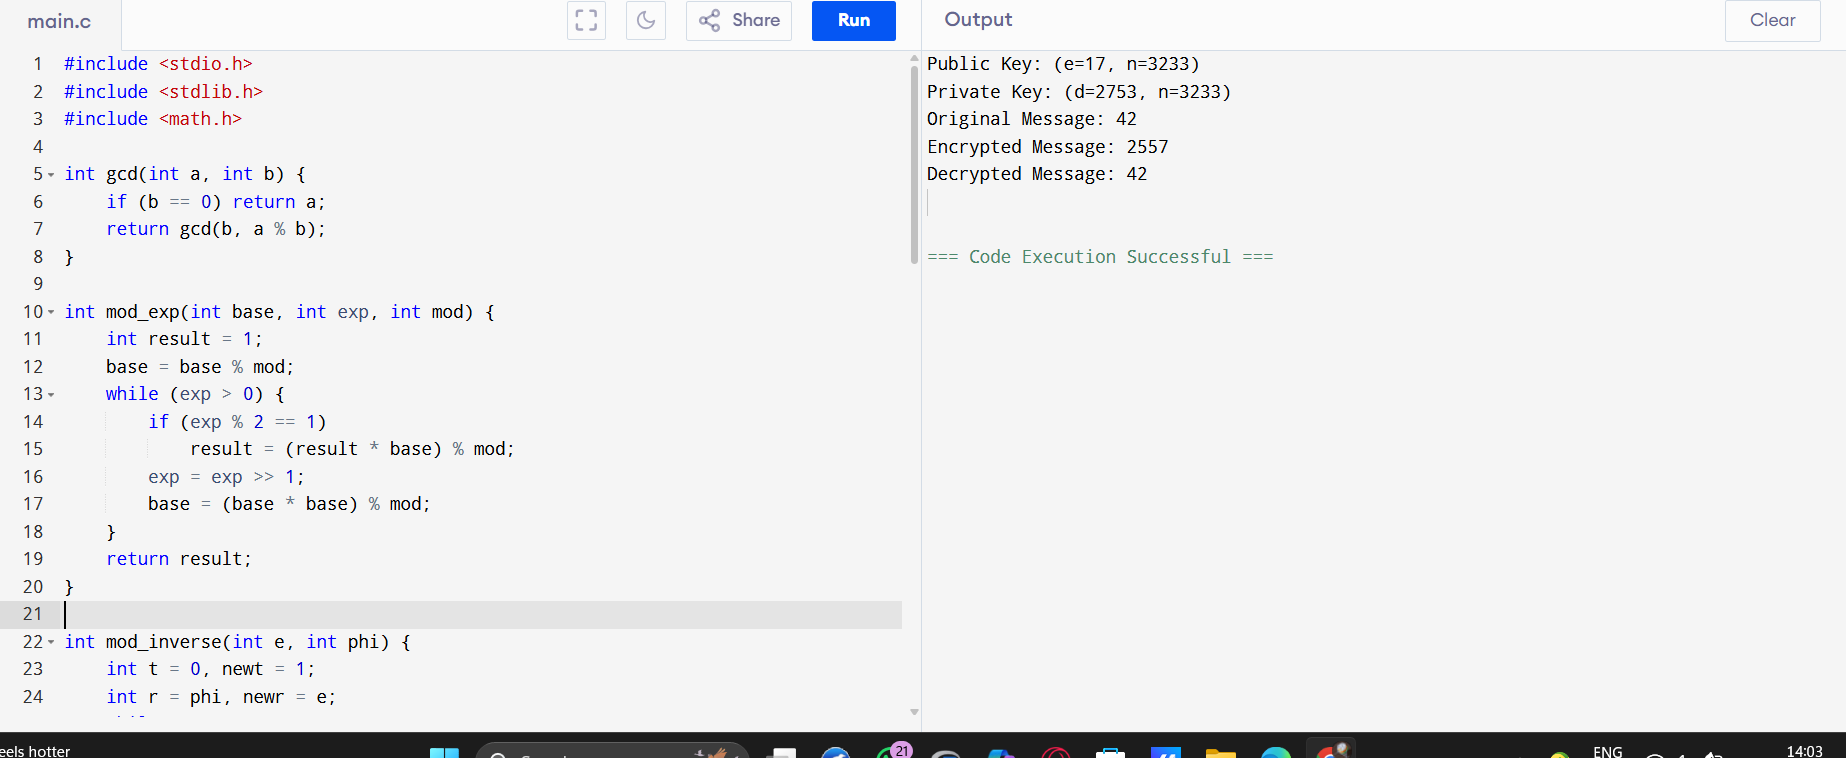 main.c
Share
Run
Output
Clear
1 #include <stdio.h>
2 #include <stdlib.h>
3 #include <math.h>
4
5 int gcd(int a, int b) {
6 if (b == 0) return a;
7 return gcd(b, a % b);
8 }
9
10 int mod_exp(int base, int exp, int mod) {
11 int result = 1;
12 base = base % mod;
13 while (exp > 0) {
14 if (exp % 2 == 1)
15 result = (result * base) % mod;
16 exp = exp >> 1;
17 base = (base * base) % mod;
18 }
19 return result;
20 }
21
22 int mod_inverse(int e, int phi) {
23 int t = 0, newt = 1;
24 int r = phi, newr = e;
Public Key: (e=17, n=3233)
Private Key: (d=2753, n=3233)
Original Message: 42
Encrypted Message: 2557
Decrypted Message: 42
=== Code Execution Successful ===
eels hotter
21
ENG
14:03